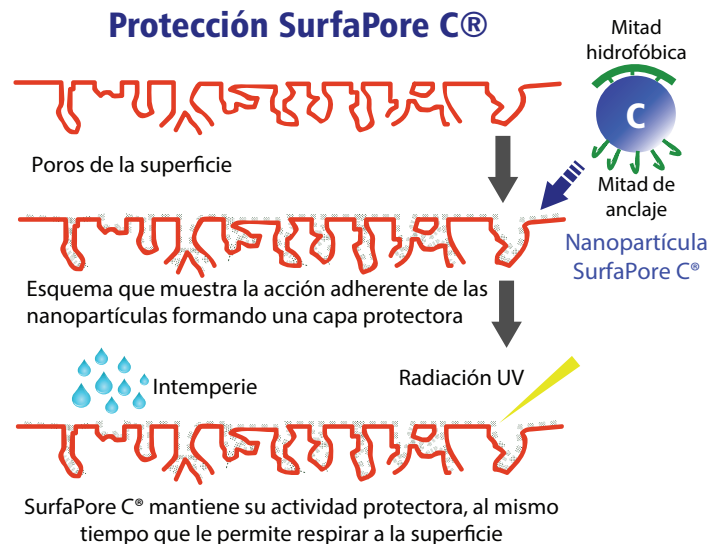 Protección SurfaPore C®
Mitad
hidrofóbica
C
Poros de la superficie
Mitad de
anclaje
Nanopartícula
SurfaPore C®
Esquema que muestra la acción adherente de las
nanopartículas formando una capa protectora
Intemperie
Radiación UV
SurfaPore C® mantiene su actividad protectora, al mismo
tiempo que le permite respirar a la superficie